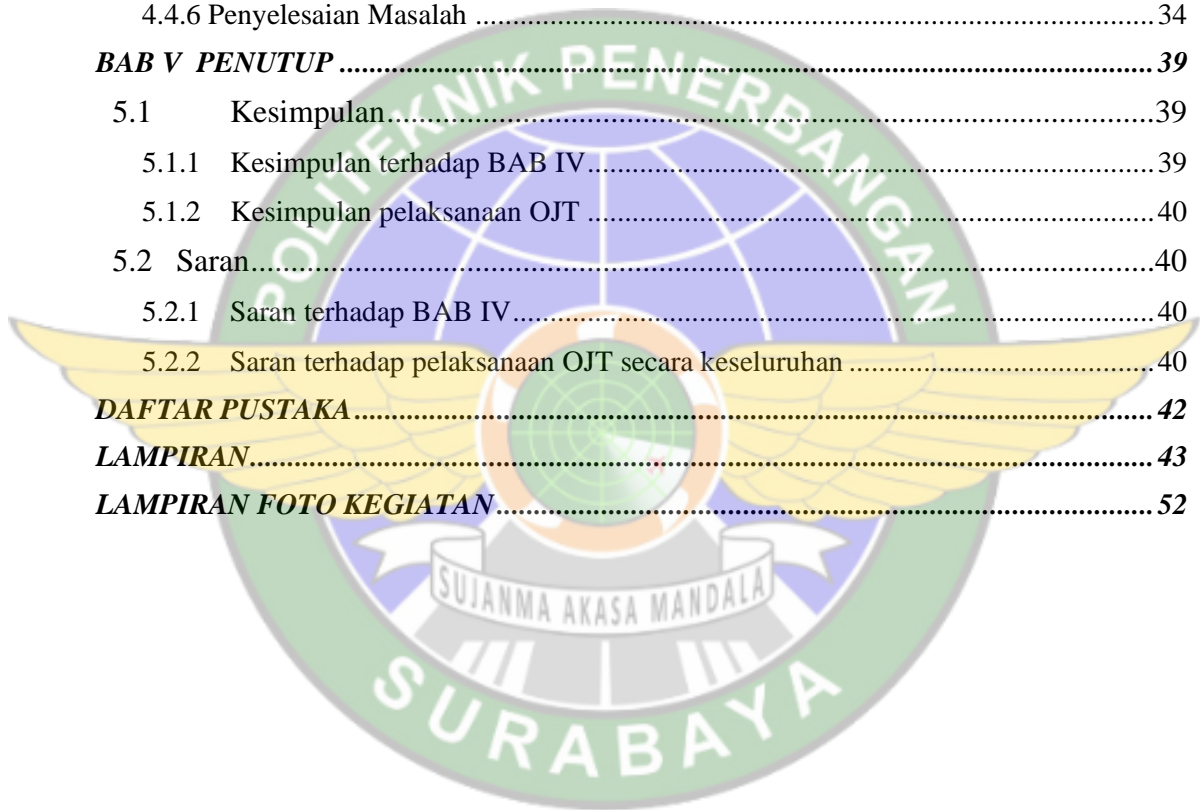 4.4.6 Penyelesaian Masalah ........................................................................ 34
BAB V  PENUTUP ........................................................................ 39
5.1 Kesimpulan........................................................................39
5.1.1 Kesimpulan terhadap BAB IV........................................................................39
5.1.2 Kesimpulan pelaksanaan OJT ........................................................................40
5.2 Saran........................................................................40
5.2.1 Saran terhadap BAB IV........................................................................40
5.2.2 Saran terhadap pelaksanaan OJT secara keseluruhan ........................................................................40
DAFTAR PUSTAKA ........................................................................ 42
LAMPIRAN........................................................................ 43
LAMPIRAN FOTO KEGIATAN........................................................................ 52
POLITEKNIK PENERBANGAN
SUJANMA AKASA MANDALA
SURABAYA